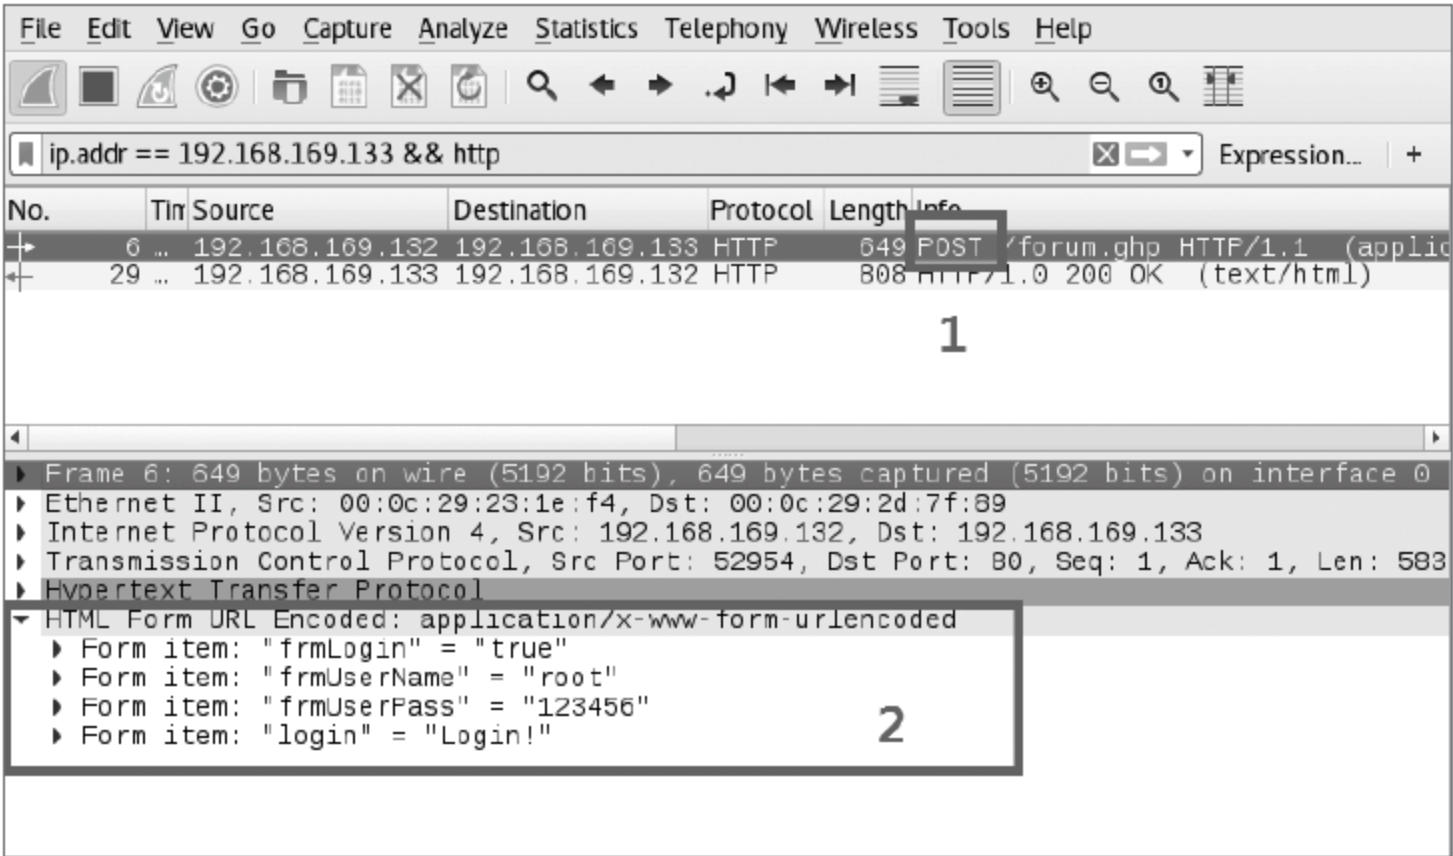 File Edit View Go Capture Analyze Statistics Telephony Wireless Tools Help
ip.addr == 192.168.169.133 && http Expression... +
No. Tim Source Destination Protocol Length Info
6 ... 192.168.169.132 192.168.169.133 HTTP 649 POST /forum.ghp HTTP/1.1 (applic
29 ... 192.168.169.133 192.168.169.132 HTTP 808 HTTP/1.0 200 OK (text/html)
1
Frame 6: 649 bytes on wire (5192 bits), 649 bytes captured (5192 bits) on interface 0
Ethernet II, Src: 00:0c:29:23:1e:f4, Dst: 00:0c:29:2d:7f:89
Internet Protocol Version 4, Src: 192.168.169.132, Dst: 192.168.169.133
Transmission Control Protocol, Src Port: 52954, Dst Port: 80, Seq: 1, Ack: 1, Len: 583
Hypertext Transfer Protocol
HTML Form URL Encoded: application/x-www-form-urlencoded
Form item: "frmLogin" = "true"
Form item: "frmUserName" = "root"
Form item: "frmUserPass" = "123456"
Form item: "login" = "Login!"
2